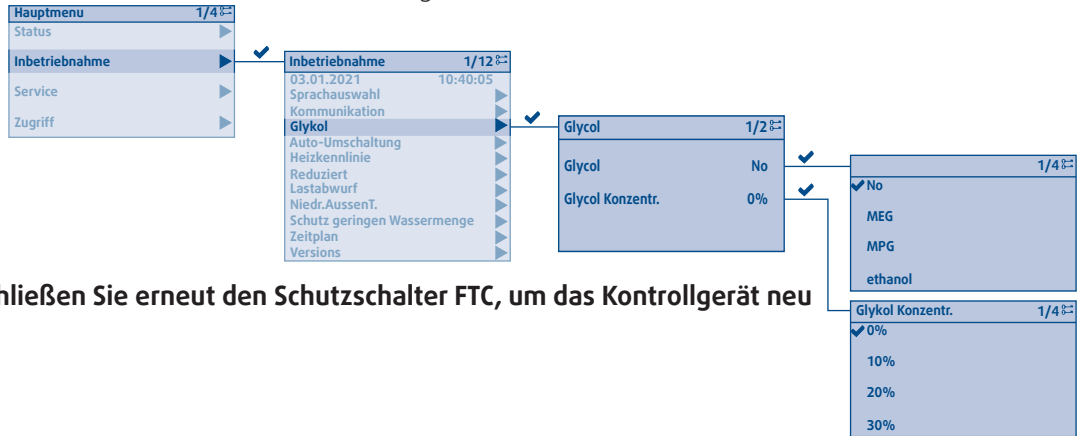 Hauptmenu 1/4
Status
Inbetriebnahme
Service
Zugriff
Inbetriebnahme 1/12
03.01.2021 10:40:05
Sprachauswahl
Kommunikation
Glykol
Auto-Umschaltung
Heizkennlinie
Reduziert
Lastabwurf
Niedr.AussenT.
Schutz geringen Wassermenge
Zeitplan
Versions
Glycol 1/2
Glycol No
Glycol Konzentr. 0%
1/4
No
MEG
MPG
ethanol
hließen Sie erneut den Schutzschalter FTC, um das Kontrollgerät neu
Glykol Konzentr. 1/4
0%
10%
20%
30%